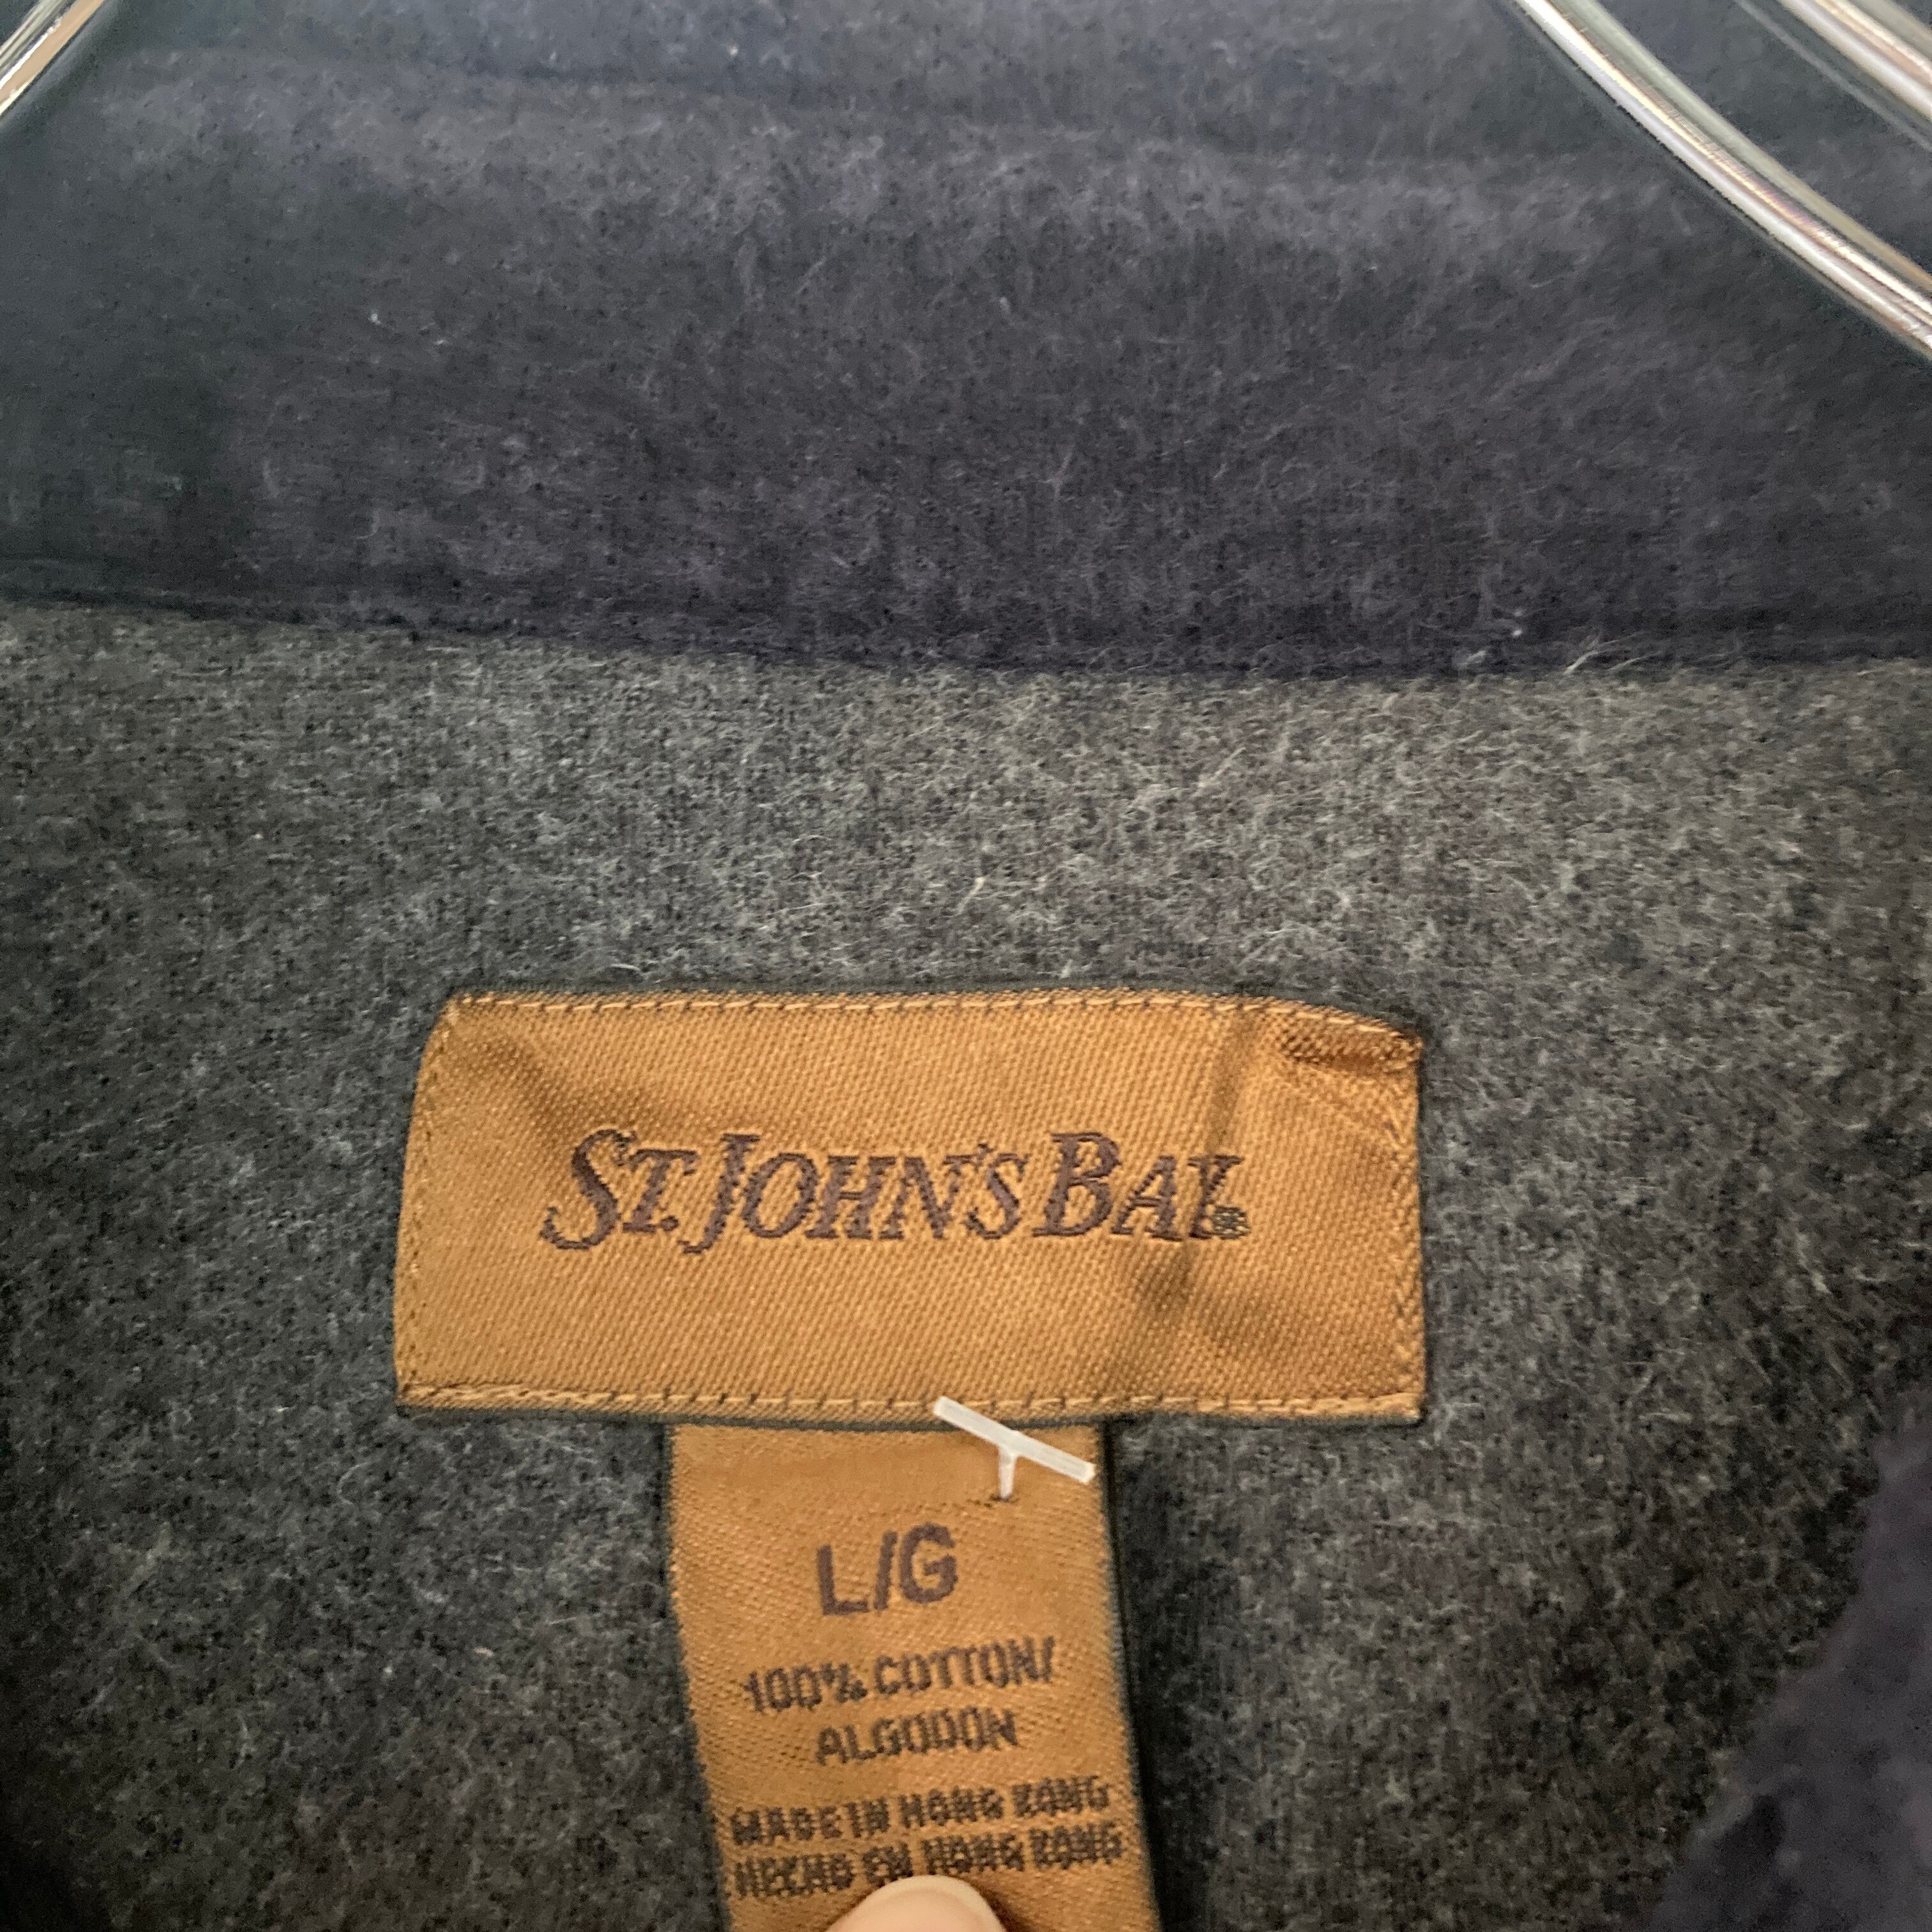 ST. JOHN'S BAY®
L/G
100% COTTON/
ALGODON
MADE IN HONG KONG
HECHO EN HONG KONG